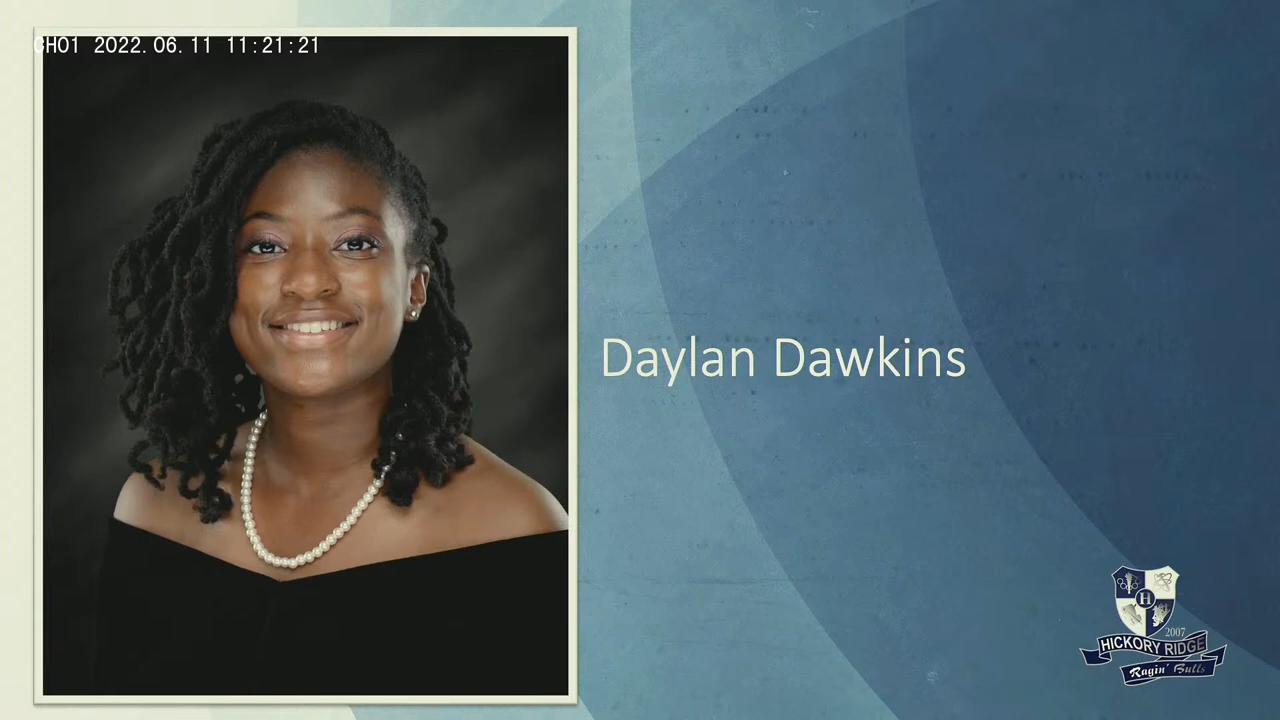 CH01 2022.06.11 11:21:21
Daylan Dawkins
H
2007
HICKORY RIDGE
Ragin' Bulls